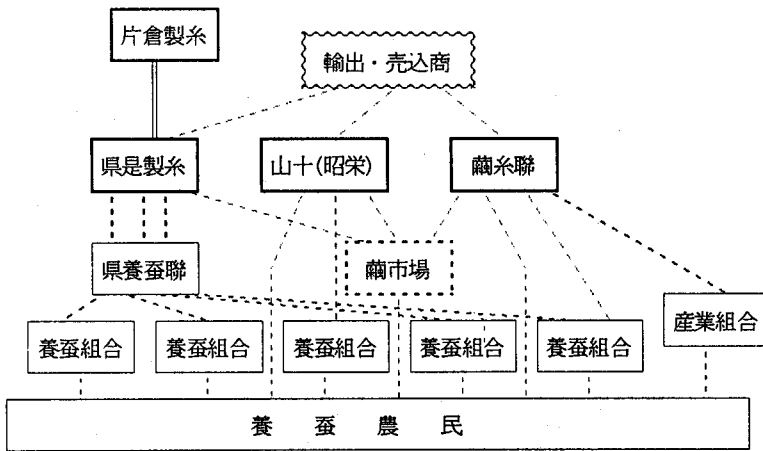 片倉製糸
輸出・売込商
県是製糸
山十(昭栄)
繭糸聯
県養蚕聯
繭市場
産業組合
養蚕組合
養蚕組合
養蚕組合
養蚕組合
養蚕組合
養蚕農民